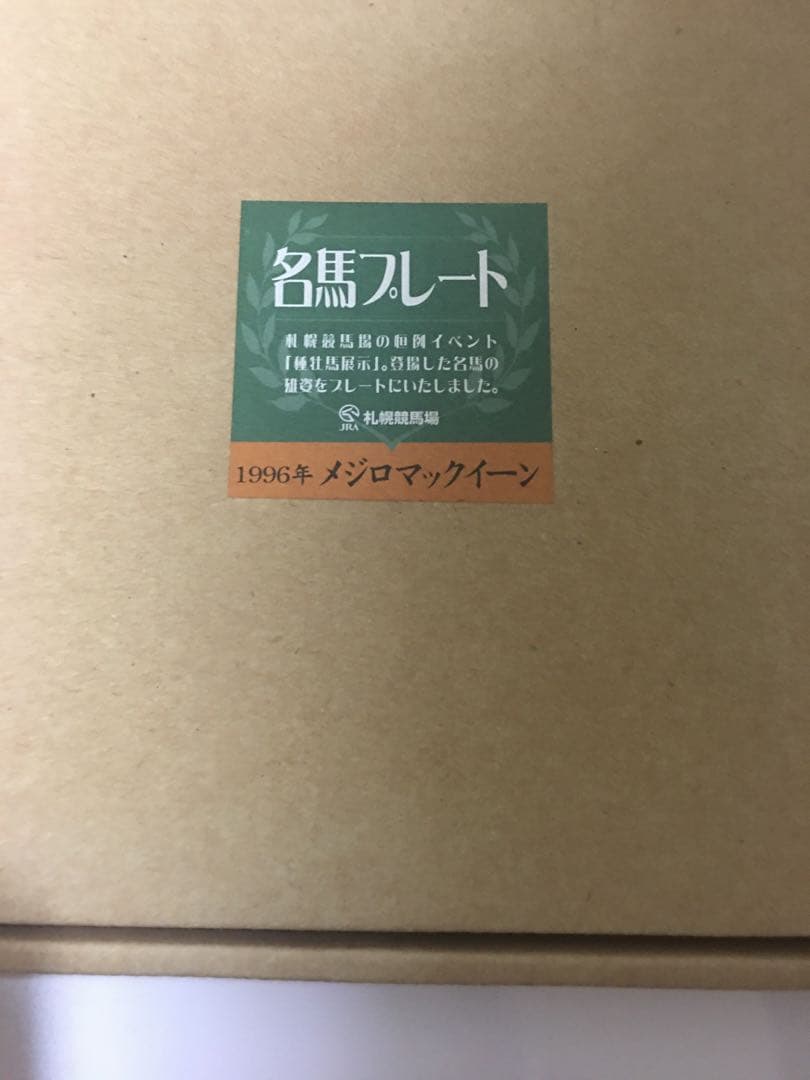 名馬プレート
札幌競馬場の恒例イベント
「種牡馬展示」。登場した名馬の
雄姿をプレートにいたしました。
JRA 札幌競馬場
1996年 メジロマックイーン